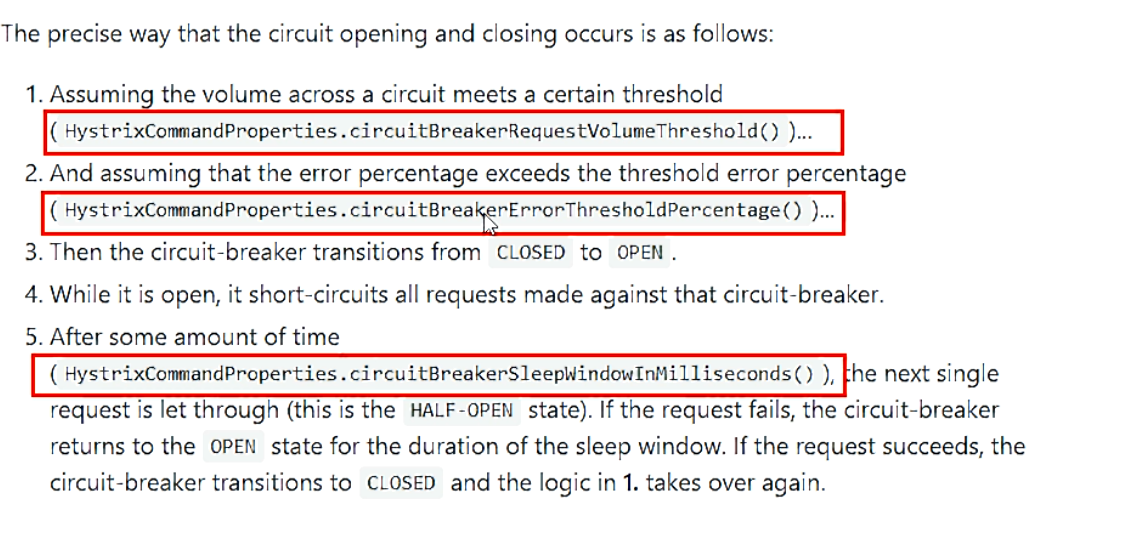 The precise way that the circuit opening and closing occurs is as follows:
1. Assuming the volume across a circuit meets a certain threshold
( HystrixCommandProperties.circuitBreakerRequestVolumeThreshold() )...
2. And assuming that the error percentage exceeds the threshold error percentage
( HystrixCommandProperties.circuitBreakerErrorThresholdPercentage() )...
3. Then the circuit-breaker transitions from CLOSED to OPEN .
4. While it is open, it short-circuits all requests made against that circuit-breaker.
5. After some amount of time
( HystrixCommandProperties.circuitBreakerSleepWindowInMilliseconds() ), the next single
request is let through (this is the HALF-OPEN state). If the request fails, the circuit-breaker
returns to the OPEN state for the duration of the sleep window. If the request succeeds, the
circuit-breaker transitions to CLOSED and the logic in 1. takes over again.